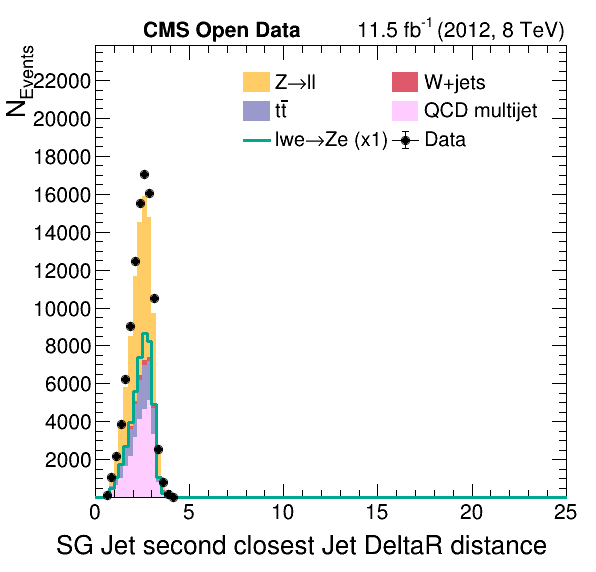 CMS Open Data 11.5 fb-1 (2012, 8 TeV)
NEvents
Z→ll W+jets
tt̄ QCD multijet
lwe→Ze (x1) Data
22000
20000
18000
16000
14000
12000
10000
8000
6000
4000
2000
0 5 10 15 20 25
SG Jet second closest Jet DeltaR distance